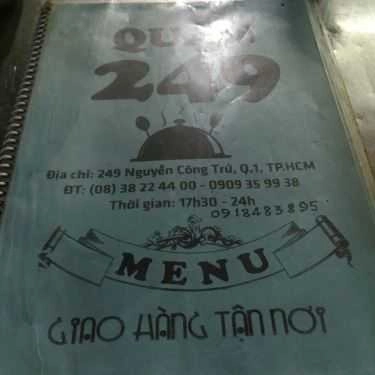 249
Địa chỉ: 249 Nguyễn Công Trứ, Q.1, TP.HCM
ĐT: (08) 38 22 44 00 - 0909 35 99 38
Thời gian: 17h30 - 24h
0918483895
MENU
GIAO HÀNG TẬN NƠI